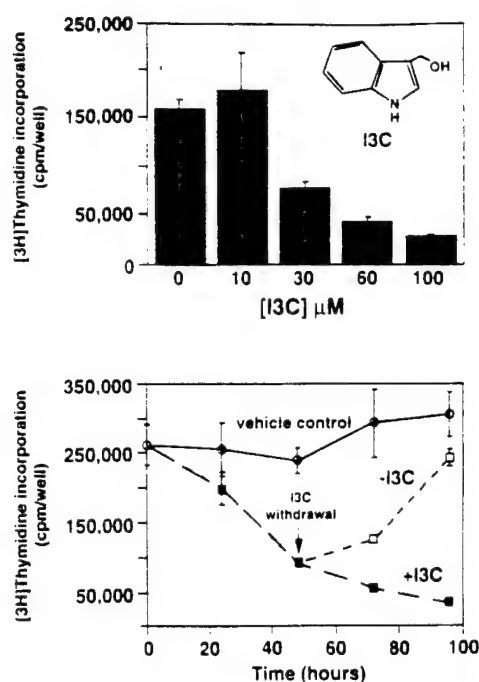 [3H]Thymidine incorporation
(cpm/well)
250,000
150,000
50,000
0
OH
N
H
I3C
0 10 30 60 100
[I3C] µM
[3H]Thymidine incorporation
(cpm/well)
350,000
250,000
150,000
50,000
vehicle control
I3C
withdrawal
-I3C
+I3C
0 20 40 60 80 100
Time (hours)